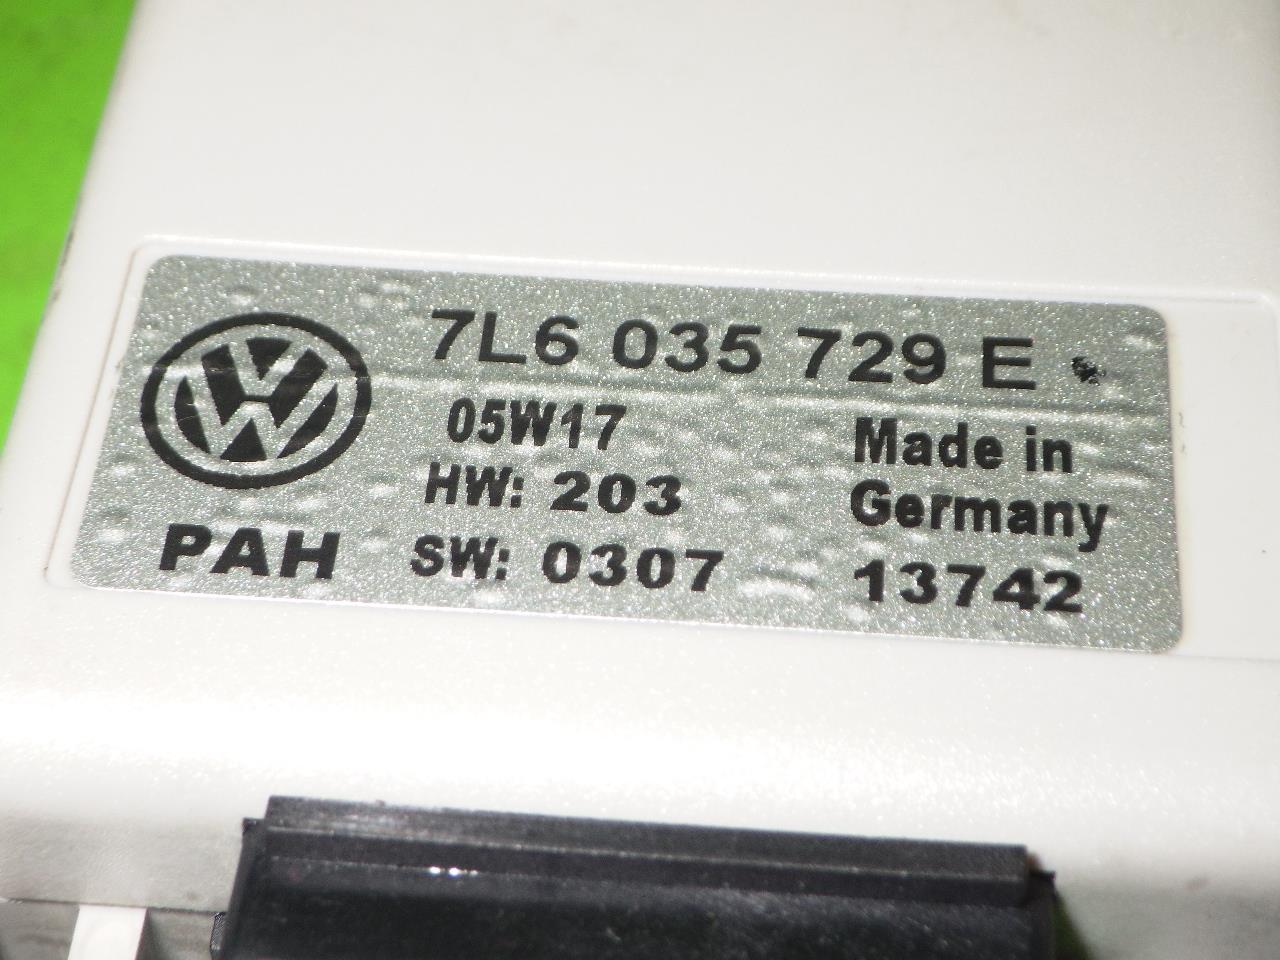 7L6 035 729 E
05W17
HW: 203
SW: 0307
PAH
Made in
Germany
13742